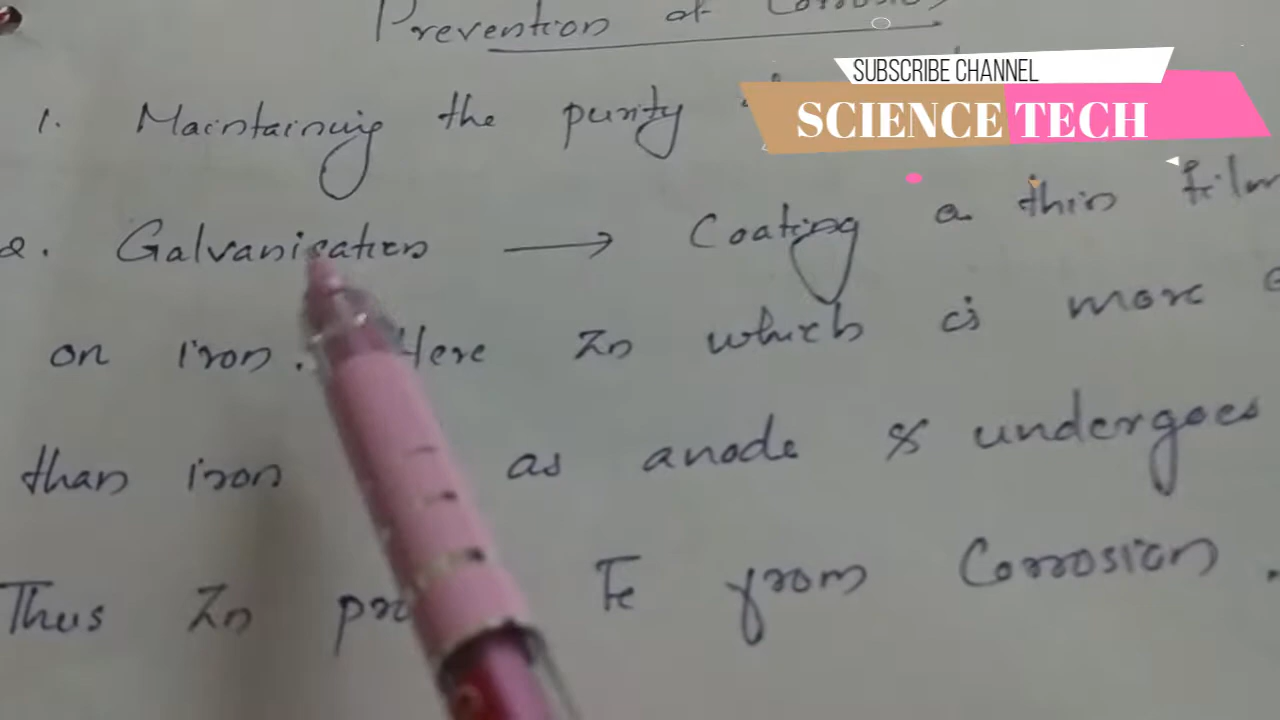 Prevention of Corrosion
SUBSCRIBE CHANNEL
SCIENCE TECH
1. Maintaining the purity
2. Galvanisation → Coating a thin film
on iron. Here Zn which is more
than iron as anode & undergoes
Thus Zn Fe from Corrosion.